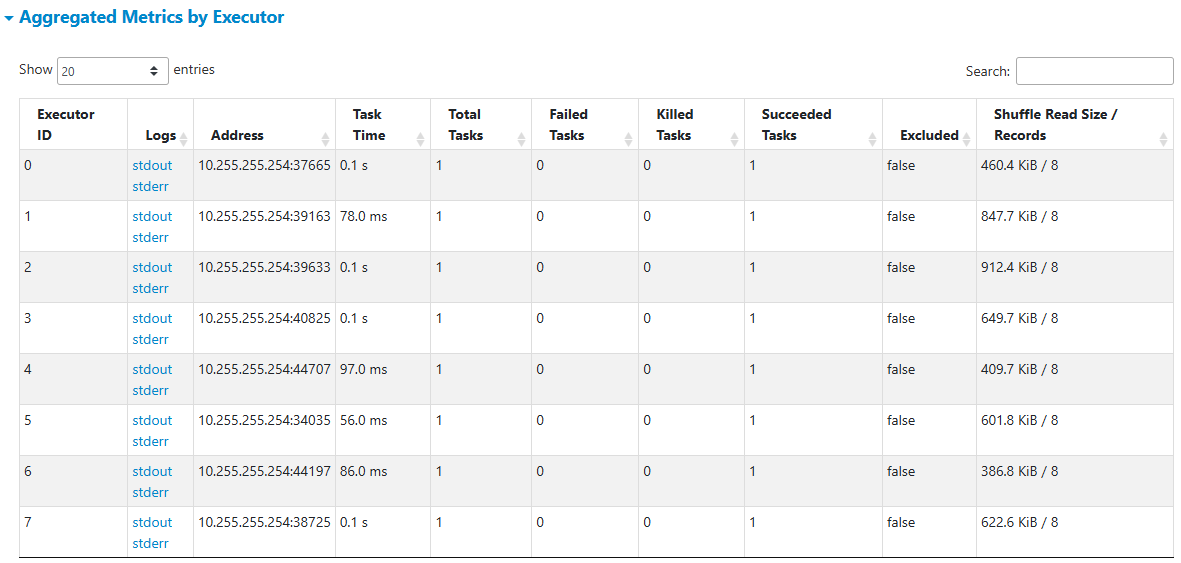 Aggregated Metrics by Executor
Show 20 entries Search:
Executor ID Logs Address Task Time Total Tasks Failed Tasks Killed Tasks Succeeded Tasks Excluded Shuffle Read Size / Records
0 stdout 10.255.255.254:37665 0.1 s 1 0 0 1 false 460.4 KiB / 8
stderr
1 stdout 10.255.255.254:39163 78.0 ms 1 0 0 1 false 847.7 KiB / 8
stderr
2 stdout 10.255.255.254:39633 0.1 s 1 0 0 1 false 912.4 KiB / 8
stderr
3 stdout 10.255.255.254:40825 0.1 s 1 0 0 1 false 649.7 KiB / 8
stderr
4 stdout 10.255.255.254:44707 97.0 ms 1 0 0 1 false 409.7 KiB / 8
stderr
5 stdout 10.255.255.254:34035 56.0 ms 1 0 0 1 false 601.8 KiB / 8
stderr
6 stdout 10.255.255.254:44197 86.0 ms 1 0 0 1 false 386.8 KiB / 8
stderr
7 stdout 10.255.255.254:38725 0.1 s 1 0 0 1 false 622.6 KiB / 8
stderr